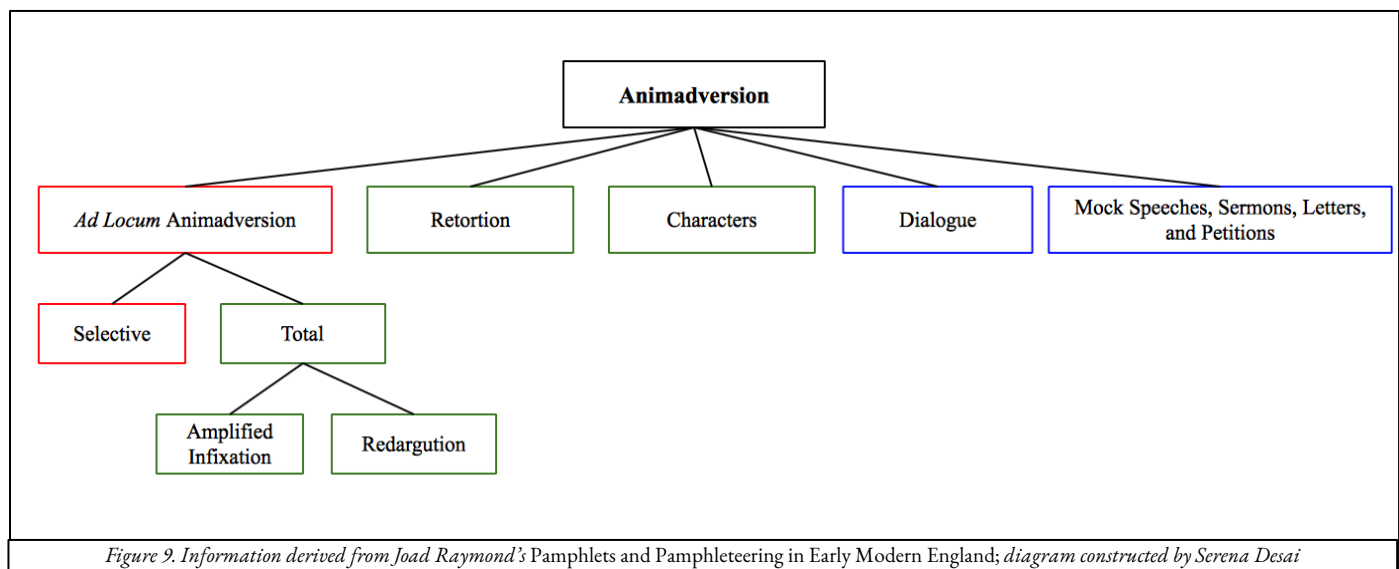 Animadversion
Ad Locum Animadversion
Retortion
Characters
Dialogue
Mock Speeches, Sermons, Letters,
and Petitions
Selective
Total
Amplified
Infixation
Redargution
Figure 9. Information derived from Joad Raymond's Pamphlets and Pamphleteering in Early Modern England; diagram constructed by Serena Desai